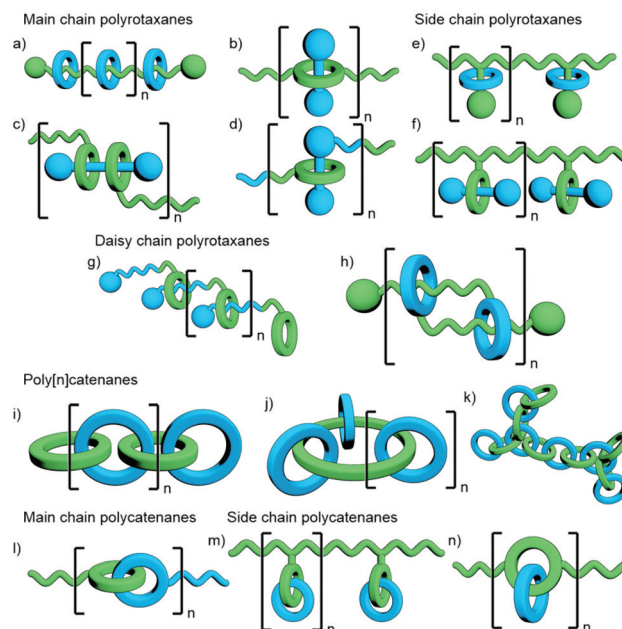 Main chain polyrotaxanes
Side chain polyrotaxanes
a)
n
b)
n
e)
n
c)
n
d)
n
f)
n
Daisy chain polyrotaxanes
g)
n
h)
n
Poly[n]catenanes
i)
n
j)
n
k)
Main chain polycatenanes
Side chain polycatenanes
l)
n
m)
n
n)
n